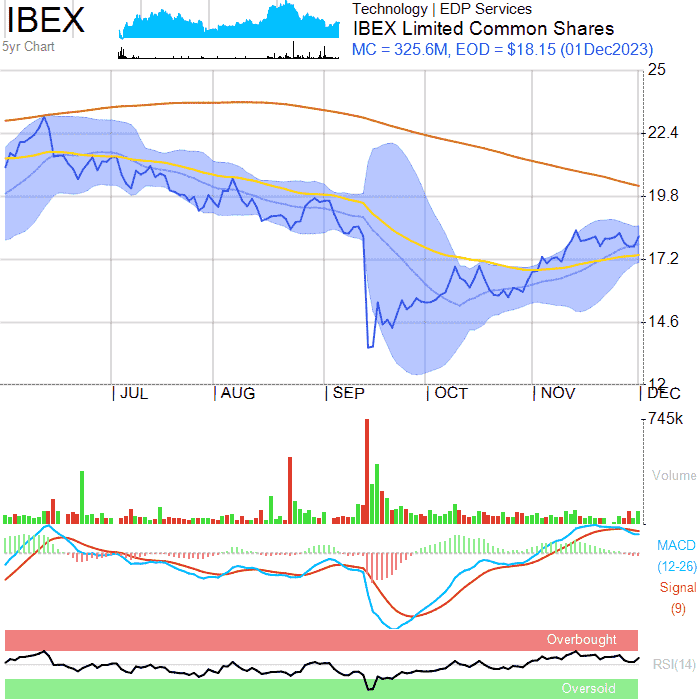 IBEX
5yr Chart
Technology | EDP Services
IBEX Limited Common Shares
MC = 325.6M, EOD = $18.15 (01Dec2023)
25
22.4
19.8
17.2
14.6
12
JUL
AUG
SEP
OCT
NOV
DEC
745k
Volume
MACD
(12-26)
Signal
(9)
Overbought
RSI(14)
Oversold